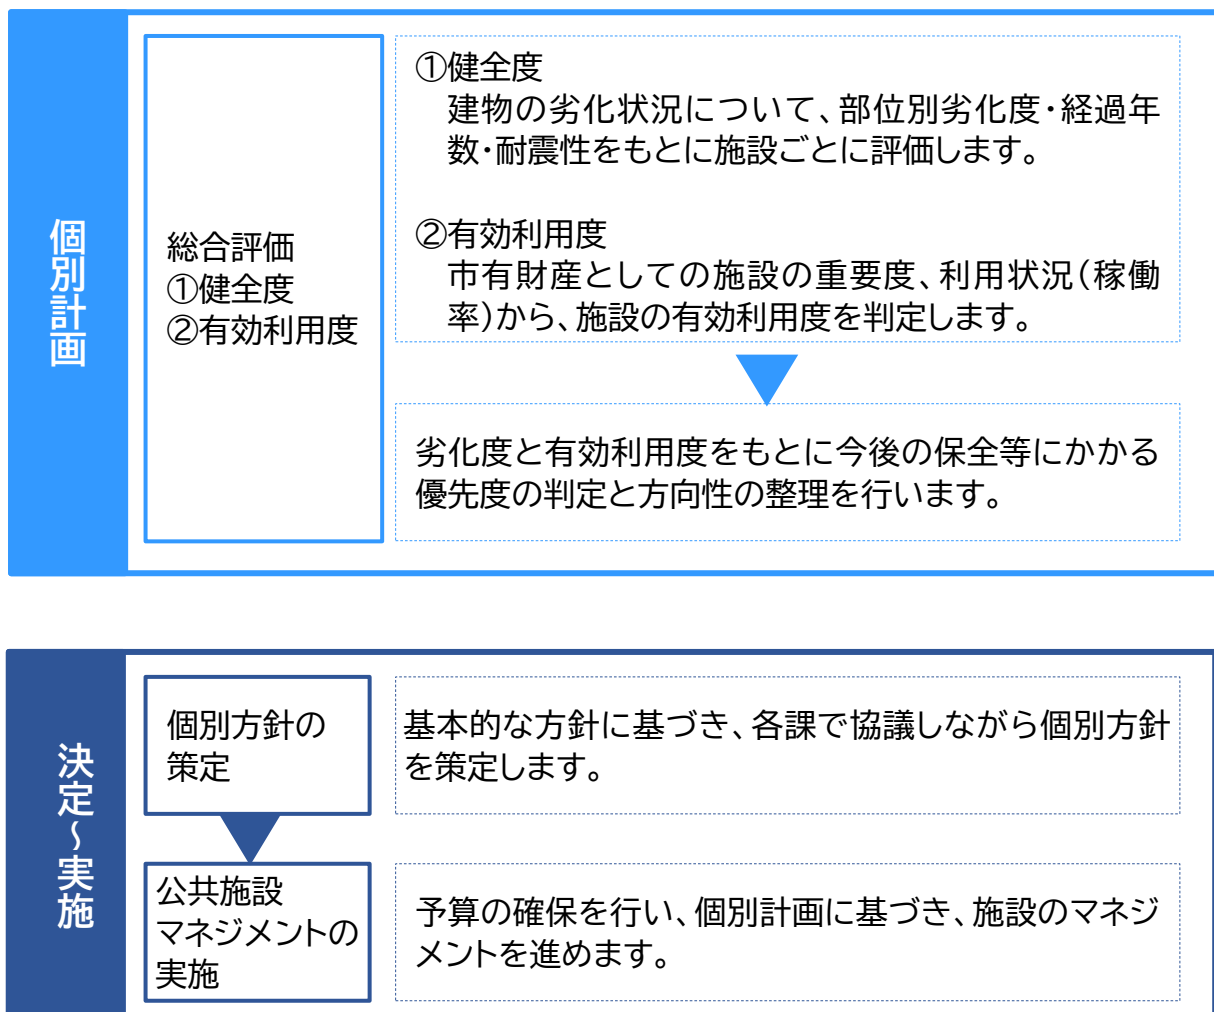 個別計画
総合評価
①健全度
②有効利用度
①健全度
建物の劣化状況について、部位別劣化度・経過年
数・耐震性をもとに施設ごとに評価します。
②有効利用度
市有財産としての施設の重要度、利用状況(稼働
率)から、施設の有効利用度を判定します。
劣化度と有効利用度をもとに今後の保全等にかかる
優先度の判定と方向性の整理を行います。
決定~実施
個別方針の
策定
基本的な方針に基づき、各課で協議しながら個別方針
を策定します。
公共施設
マネジメントの
実施
予算の確保を行い、個別計画に基づき、施設のマネジ
メントを進めます。